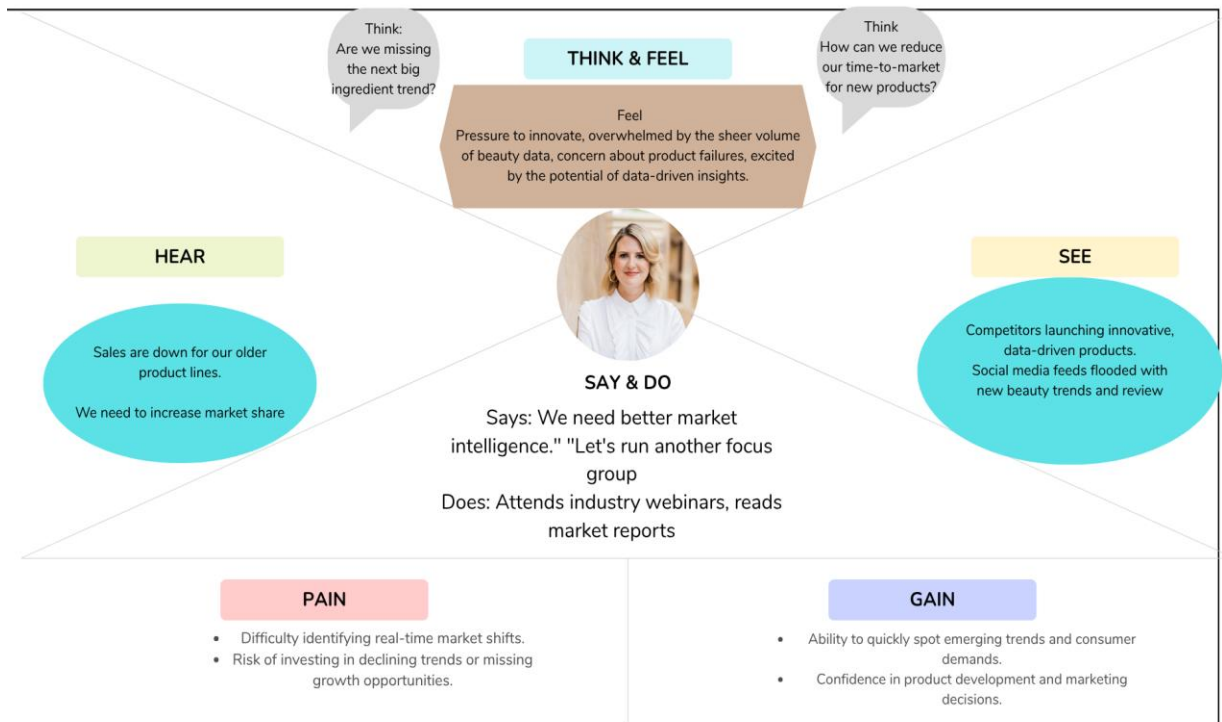 Think:
Are we missing
the next big
ingredient trend?
THINK & FEEL
Think
How can we reduce
our time-to-market
for new products?
Feel
Pressure to innovate, overwhelmed by the sheer volume
of beauty data, concern about product failures, excited
by the potential of data-driven insights.
HEAR
Sales are down for our older
product lines.
We need to increase market share
SEE
Competitors launching innovative,
data-driven products.
Social media feeds flooded with
new beauty trends and review
SAY & DO
Says: We need better market
intelligence." "Let's run another focus
group
Does: Attends industry webinars, reads
market reports
PAIN
• Difficulty identifying real-time market shifts.
• Risk of investing in declining trends or missing
growth opportunities.
GAIN
• Ability to quickly spot emerging trends and consumer
demands.
• Confidence in product development and marketing
decisions.